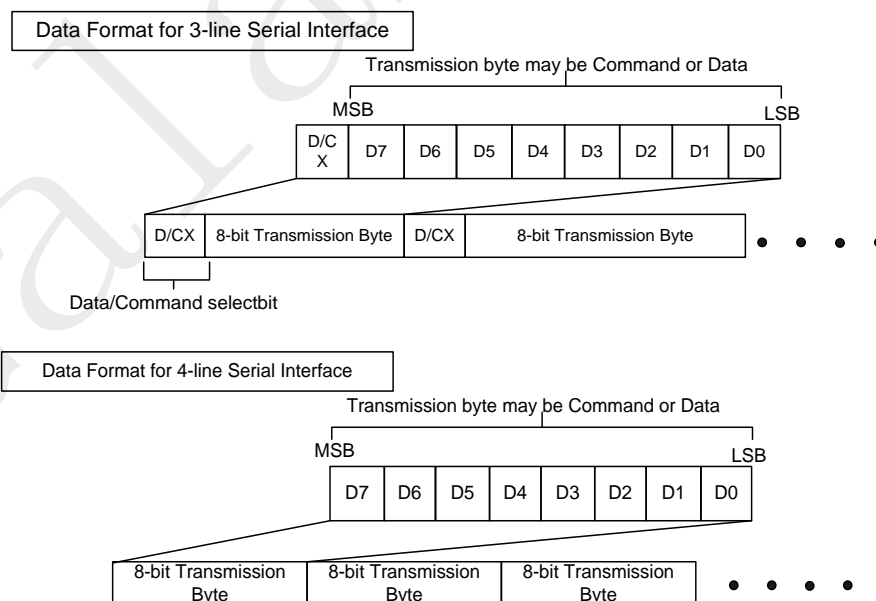 Data Format for 3-line Serial Interface
Transmission byte may be Command or Data
MSB
LSB
D/C
X
D7
D6
D5
D4
D3
D2
D1
D0
D/CX
8-bit Transmission Byte
D/CX
8-bit Transmission Byte
Data/Command selectbit
Data Format for 4-line Serial Interface
Transmission byte may be Command or Data
MSB
LSB
D7
D6
D5
D4
D3
D2
D1
D0
8-bit Transmission
Byte
8-bit Transmission
Byte
8-bit Transmission
Byte